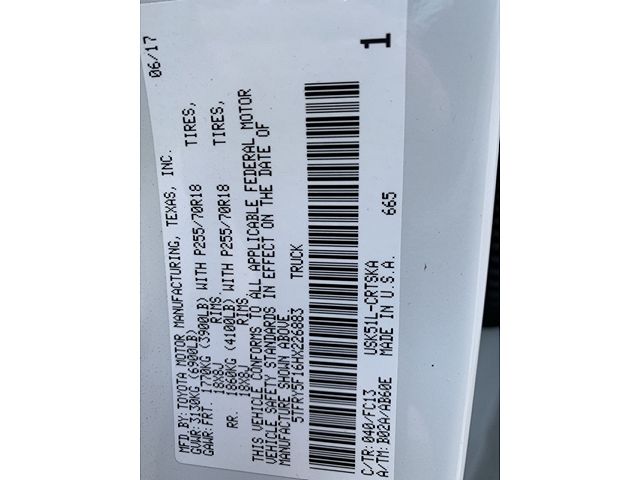 MFD BY: TOYOTA MOTOR MANUFACTURING, TEXAS, INC. 06/17
GVWR: 3130KG (6900LB)
GAWR: FRT. 1770KG (3900LB) WITH P255/70R18 TIRES,
18X8J RIMS.
RR. 1860KG (4100LB) WITH P255/70R18 TIRES,
18X8J RIMS.
THIS VEHICLE CONFORMS TO ALL APPLICABLE FEDERAL MOTOR
VEHICLE SAFETY STANDARDS IN EFFECT ON THE DATE OF
MANUFACTURE SHOWN ABOVE.
5TFRY5F16HX226883 TRUCK
1
C/TR: 040/FC13 USK51L-CRTSKA 665
A/TM: B02A/AB60E MADE IN U.S.A.